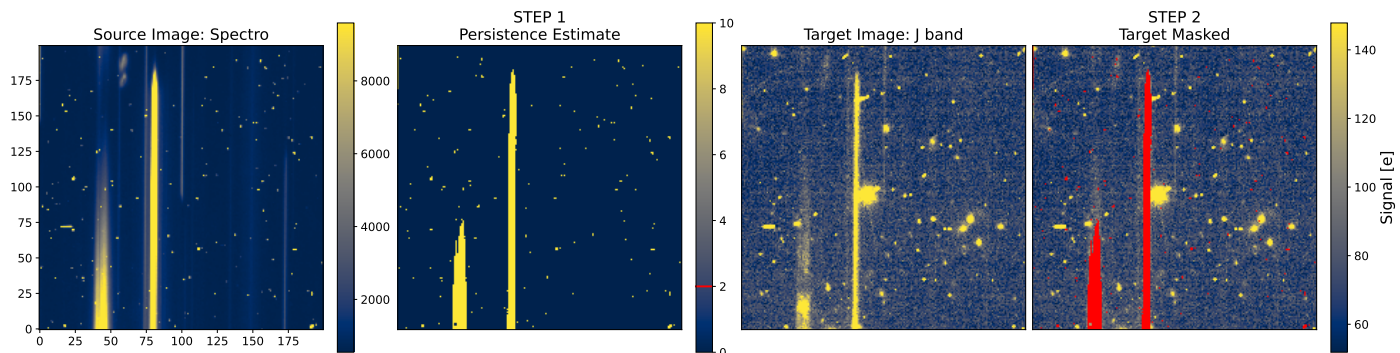 STEP 1
STEP 2
Source Image: Spectro
Persistence Estimate
Target Image: J band
Target Masked
175
150
125
100
75
50
25
0
0 25 50 75 100 125 150 175
8000
6000
4000
2000
10
8
6
4
2
0
140
120
100
80
60
Signal [e]